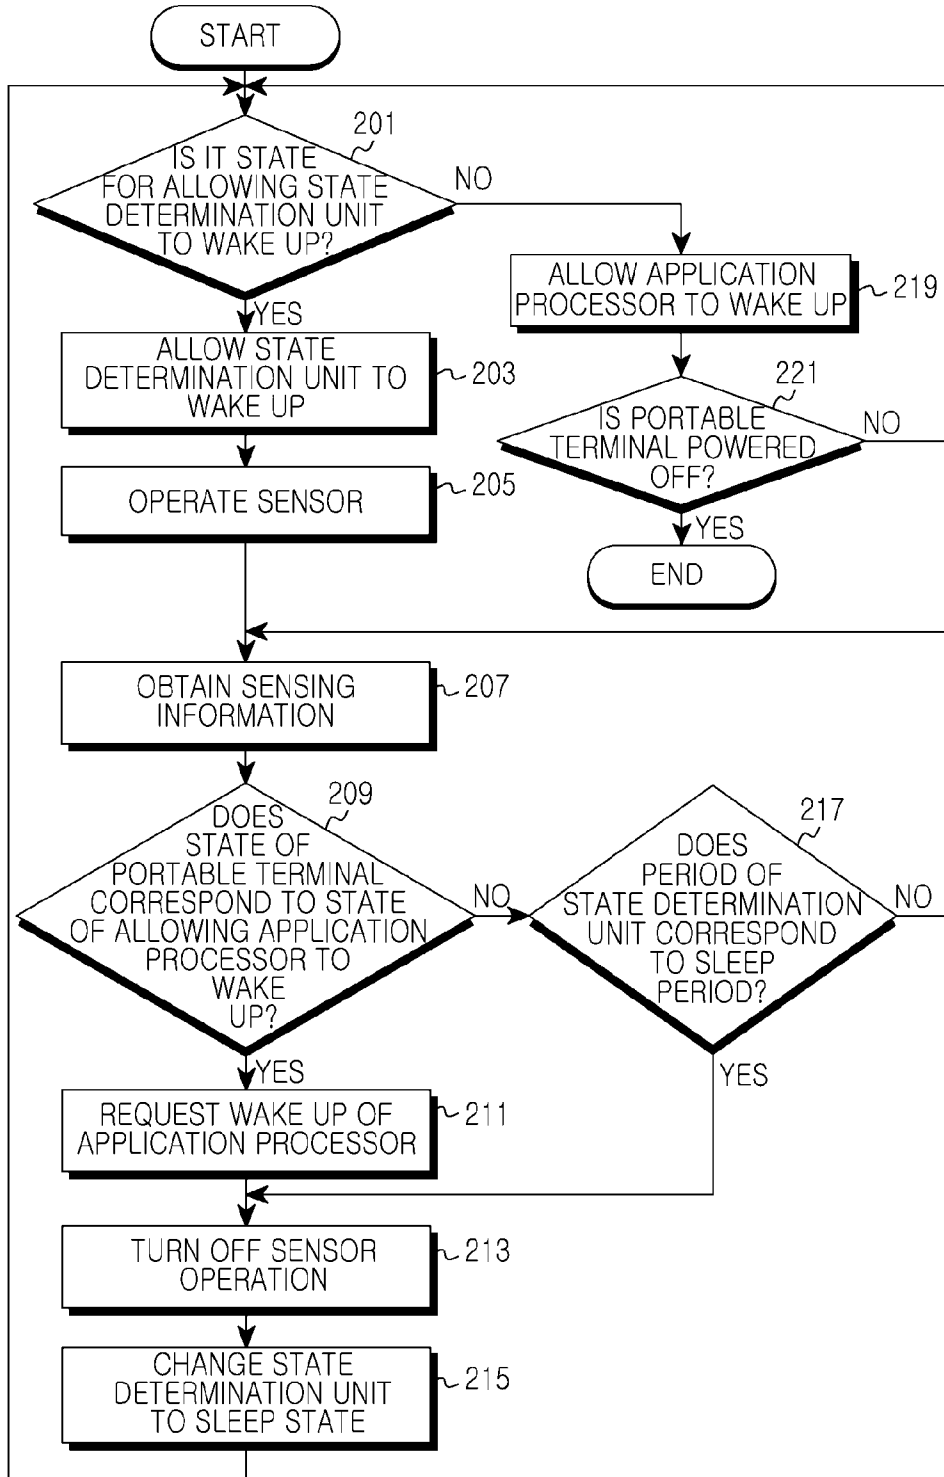 START
201
IS IT STATE
FOR ALLOWING STATE
DETERMINATION UNIT
TO WAKE UP?
NO
YES
ALLOW APPLICATION
PROCESSOR TO WAKE UP
219
ALLOW STATE
DETERMINATION UNIT TO
WAKE UP
203
221
IS PORTABLE
TERMINAL POWERED
OFF?
NO
YES
OPERATE SENSOR
205
END
OBTAIN SENSING
INFORMATION
207
209
DOES
STATE OF
PORTABLE TERMINAL
CORRESPOND TO STATE
OF ALLOWING APPLICATION
PROCESSOR TO
WAKE
UP?
NO
YES
217
DOES
PERIOD OF
STATE DETERMINATION
UNIT CORRESPOND
TO SLEEP
PERIOD?
NO
YES
REQUEST WAKE UP OF
APPLICATION PROCESSOR
211
TURN OFF SENSOR
OPERATION
213
CHANGE STATE
DETERMINATION UNIT
TO SLEEP STATE
215